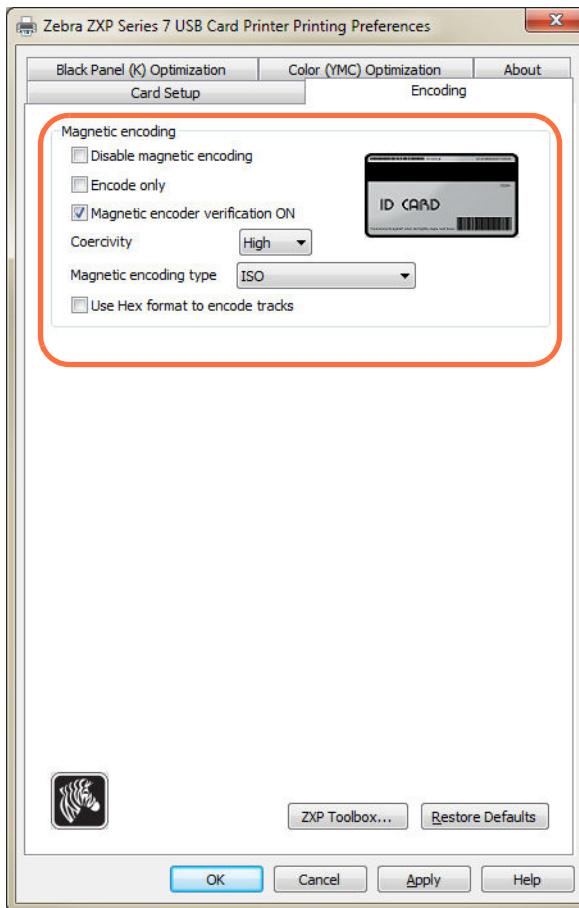 Zebra ZXP Series 7 USB Card Printer Printing Preferences
Black Panel (K) Optimization Color (YMC) Optimization About
Card Setup Encoding
Magnetic encoding
Disable magnetic encoding
Encode only
Magnetic encoder verification ON
ID CARD
Coercivity High
Magnetic encoding type ISO
Use Hex format to encode tracks
ZXP Toolbox... Restore Defaults
OK Cancel Apply Help